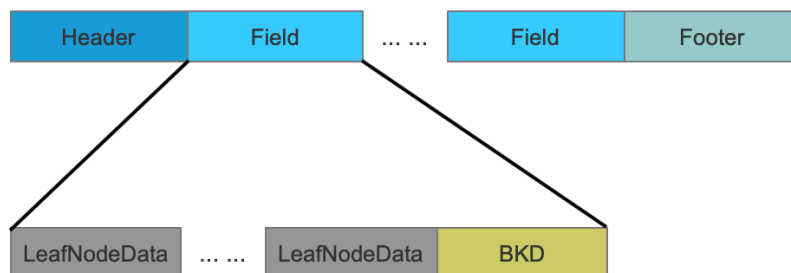 Header Field ... ... Field Footer
LeafNodeData ... ... LeafNodeData BKD